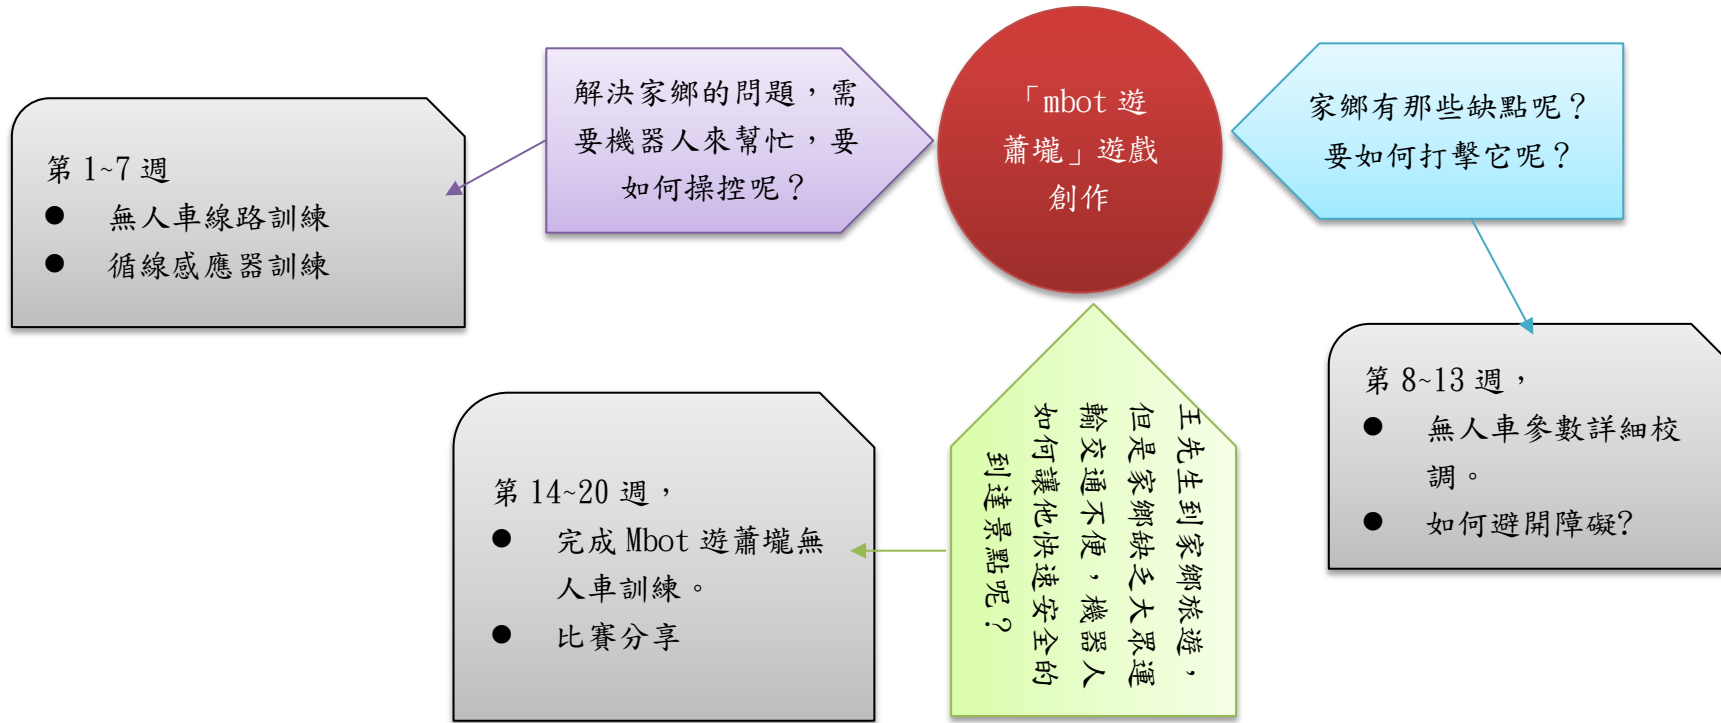 「mbot 遊
蕭壠」遊戲
創作
解決家鄉的問題，需
要機器人來幫忙，要
如何操控呢？
第 1~7 週
● 無人車線路訓練
● 循線感應器訓練
家鄉有那些缺點呢？
要如何打擊它呢？
第 8~13 週，
● 無人車參數詳細校
調。
● 如何避開障礙?
王先生到家鄉旅遊，
但是家鄉缺乏大眾運
輸交通不便，機器人
如何讓他快速安全的
到達景點呢？
第 14~20 週，
● 完成 Mbot 遊蕭壠無
人車訓練。
● 比賽分享